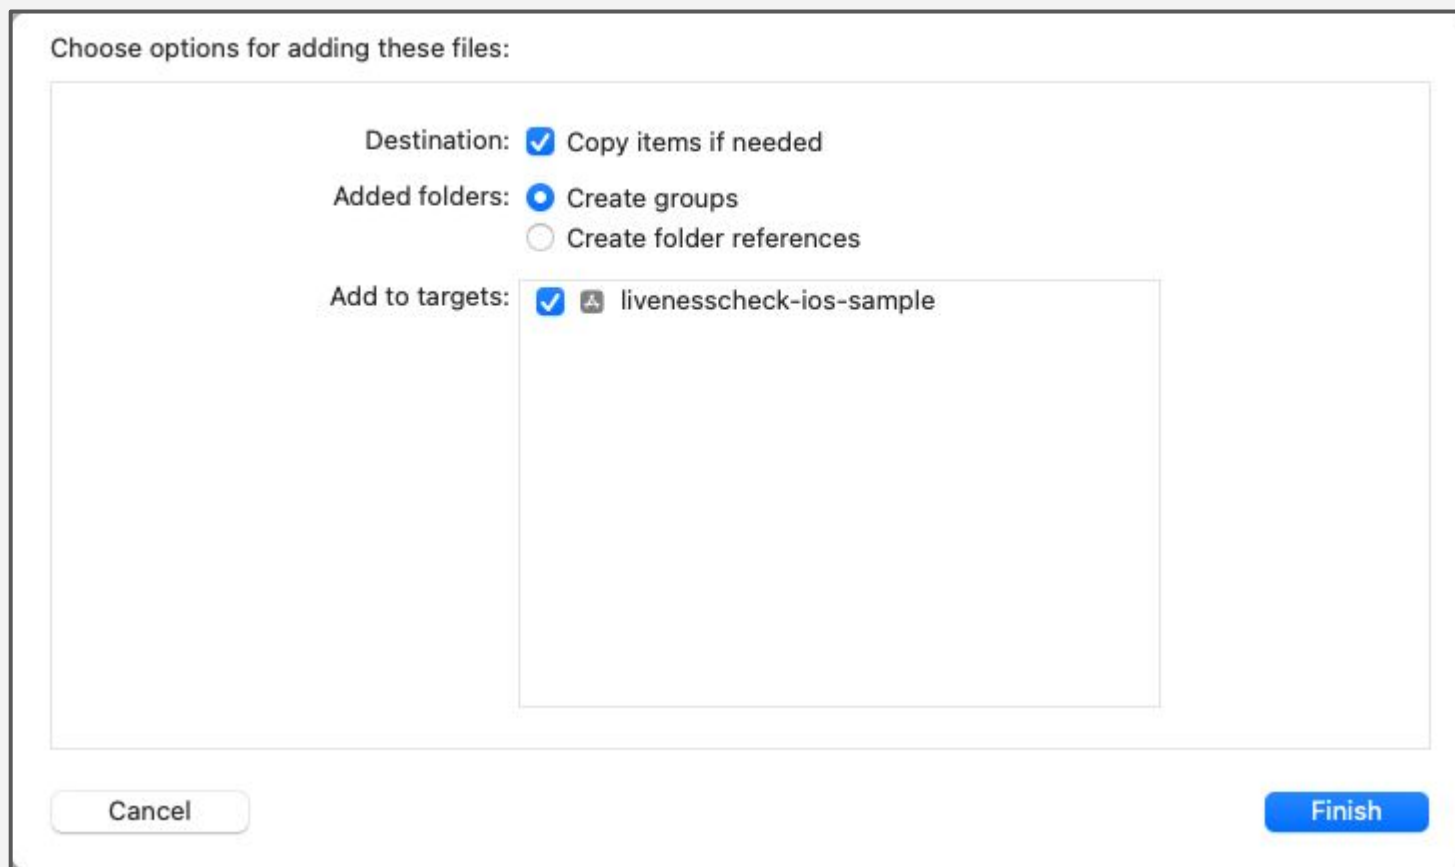 Choose options for adding these files:
Destination: Copy items if needed
Added folders: Create groups
Create folder references
Add to targets: livenesscheck-ios-sample
Cancel Finish